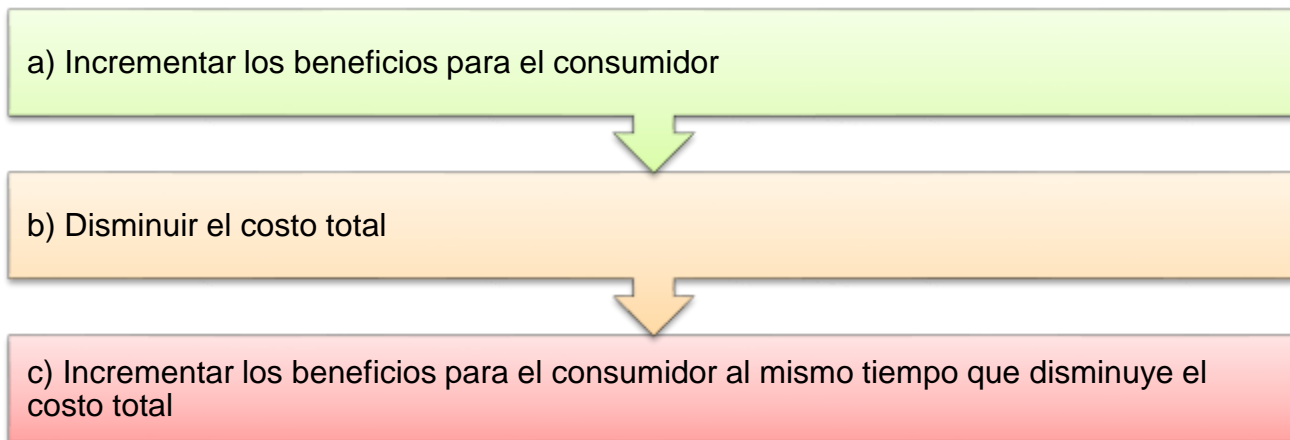 a) Incrementar los beneficios para el consumidor
b) Disminuir el costo total
c) Incrementar los beneficios para el consumidor al mismo tiempo que disminuye el
costo total